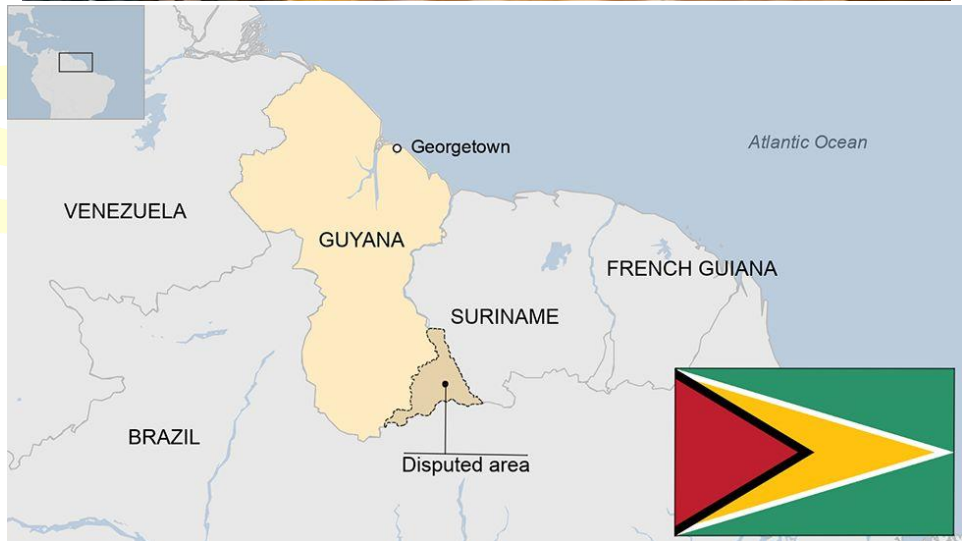 Georgetown
Atlantic Ocean
VENEZUELA
GUYANA
FRENCH GUIANA
SURINAME
BRAZIL
Disputed area